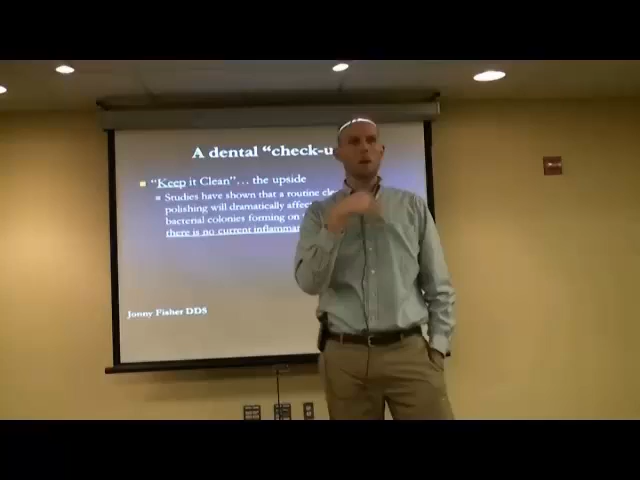 A dental “check-u
“Keep it Clean”... the upside
Studies have shown that a routine cle
polishing will dramatically affec
bacterial colonies forming on
there is no current inflammat
Jonny Fisher DDS